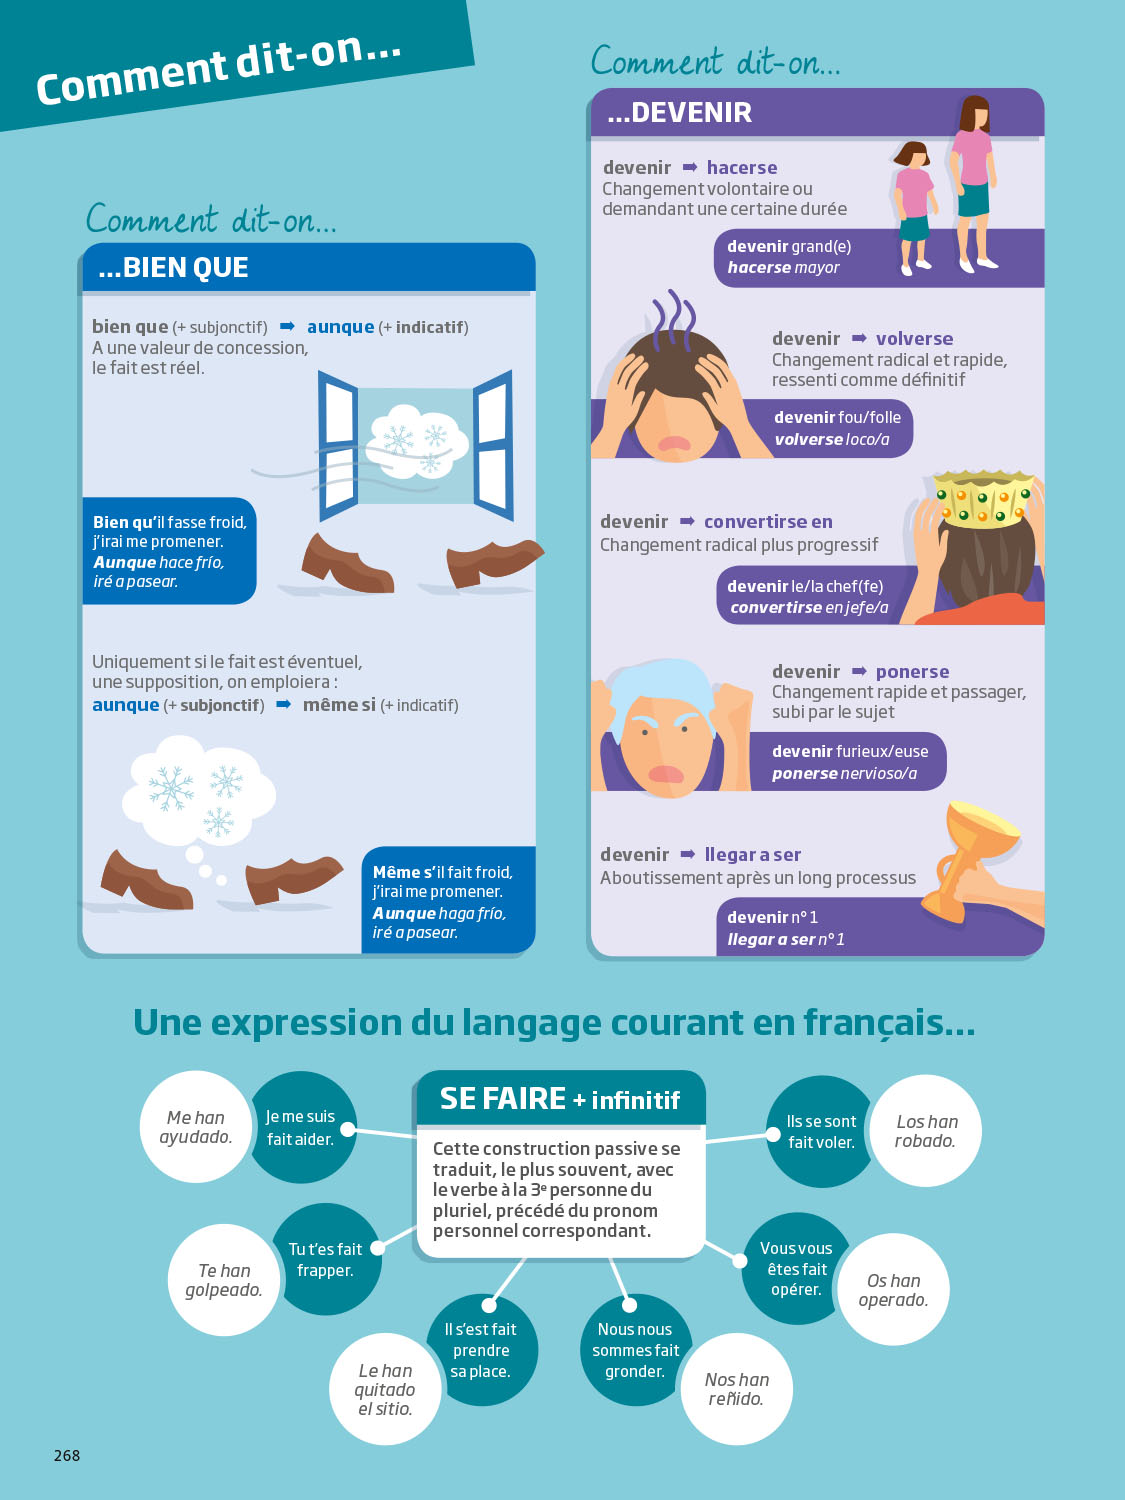 Comment dit-on...
Comment dit-on...
...BIEN QUE
bien que (+ subjonctif) ➡ aunque (+ indicatif)
A une valeur de concession,
le fait est réel.
Bien qu'il fasse froid,
j'irai me promener.
Aunque hace frío,
iré a pasear.
Uniquement si le fait est éventuel,
une supposition, on emploiera :
aunque (+ subjonctif) ➡ même si (+ indicatif)
Même s'il fait froid,
j'irai me promener.
Aunque haga frío,
iré a pasear.
Comment dit-on...
...DEVENIR
devenir ➡ hacerse
Changement volontaire ou
demandant une certaine durée
devenir grand(e)
hacerse mayor
devenir ➡ volverse
Changement radical et rapide,
ressenti comme définitif
devenir fou/folle
volverse loco/a
devenir ➡ convertirse en
Changement radical plus progressif
devenir le/la chef(fe)
convertirse en jefe/a
devenir ➡ ponerse
Changement rapide et passager,
subi par le sujet
devenir furieux/euse
ponerse nervioso/a
devenir ➡ llegar a ser
Aboutissement après un long processus
devenir n° 1
llegar a ser n° 1
Une expression du langage courant en français...
SE FAIRE + infinitif
Cette construction passive se
traduit, le plus souvent, avec
le verbe à la 3e personne du
pluriel, précédé du pronom
personnel correspondant.
Je me suis
fait aider.
Me han
ayudado.
Tu t'es fait
frapper.
Te han
golpeado.
Il s'est fait
prendre
sa place.
Le han
quitado
el sitio.
Nous nous
sommes fait
gronder.
Nos han
reñido.
Vous vous
êtes fait
opérer.
Os han
operado.
Ils se sont
fait voler.
Los han
robado.
268